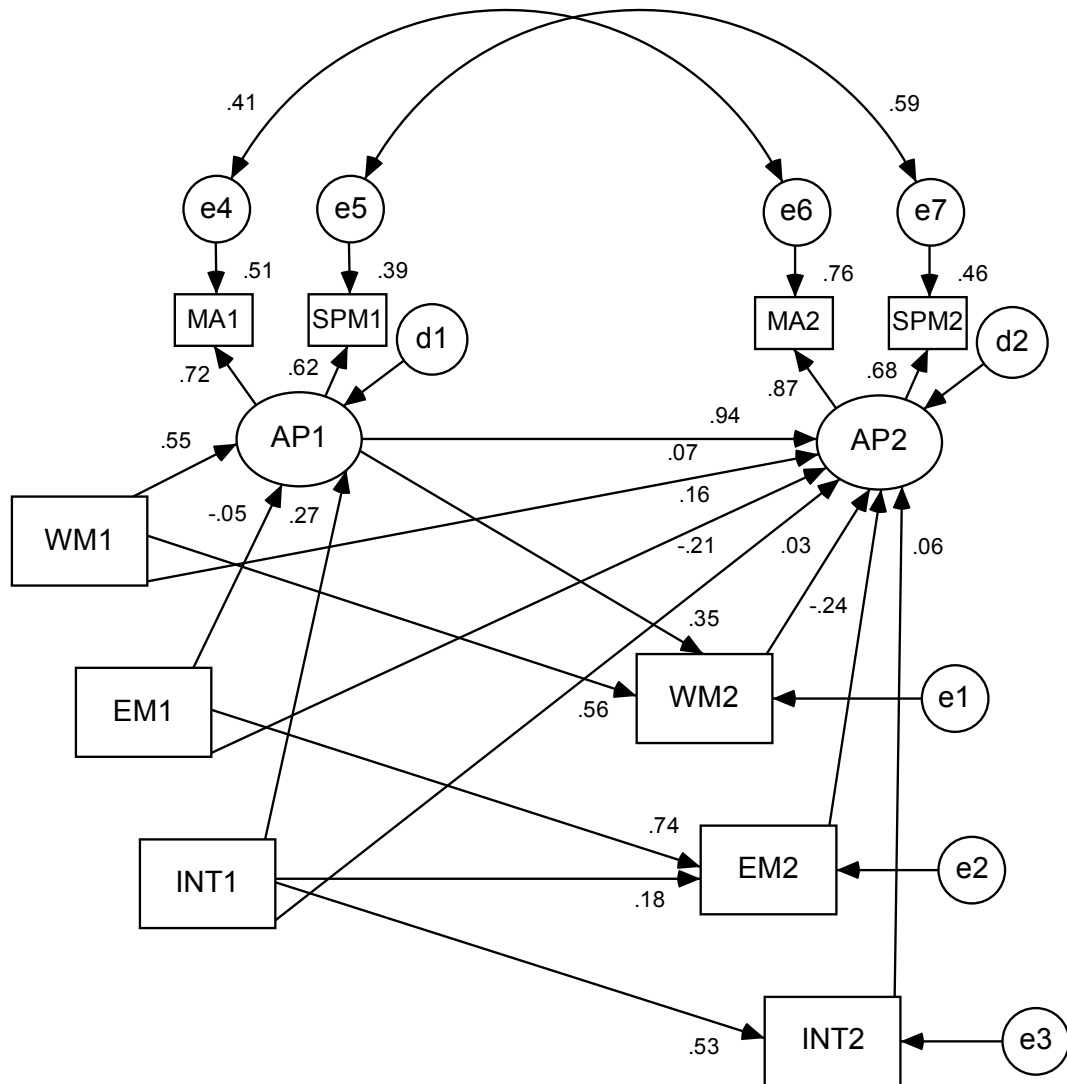 .41
.59
e4
e5
e6
e7
.51
.39
.76
.46
MA1
SPM1
MA2
SPM2
d1
d2
.72
.62
.87
.68
AP1
AP2
.94
.55
.07
.16
-.05
.27
-.21
.03
.06
WM1
-.24
.35
EM1
WM2
e1
.56
.74
INT1
EM2
e2
.18
.53
INT2
e3